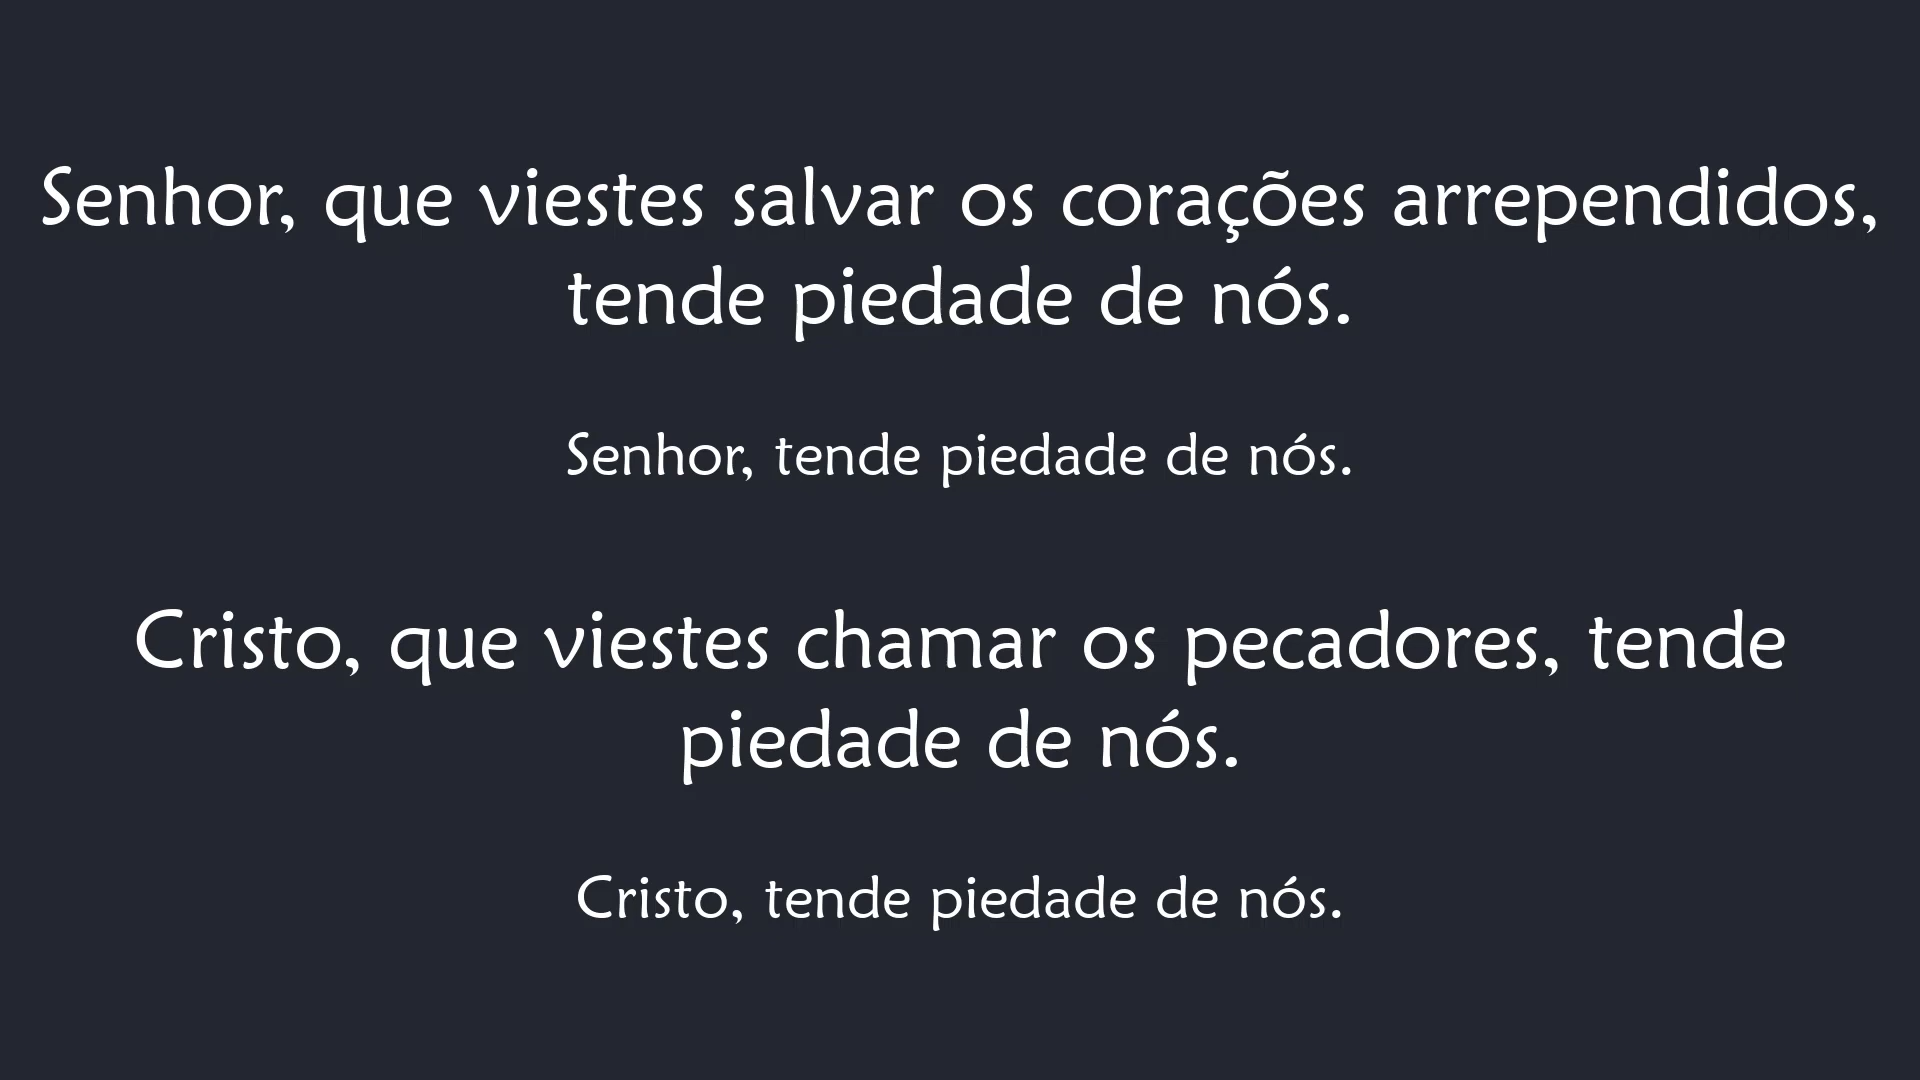 Senhor, que viestes salvar os corações arrependidos,
tende piedade de nós.
Senhor, tende piedade de nós.
Cristo, que viestes chamar os pecadores, tende
piedade de nós.
Cristo, tende piedade de nós.